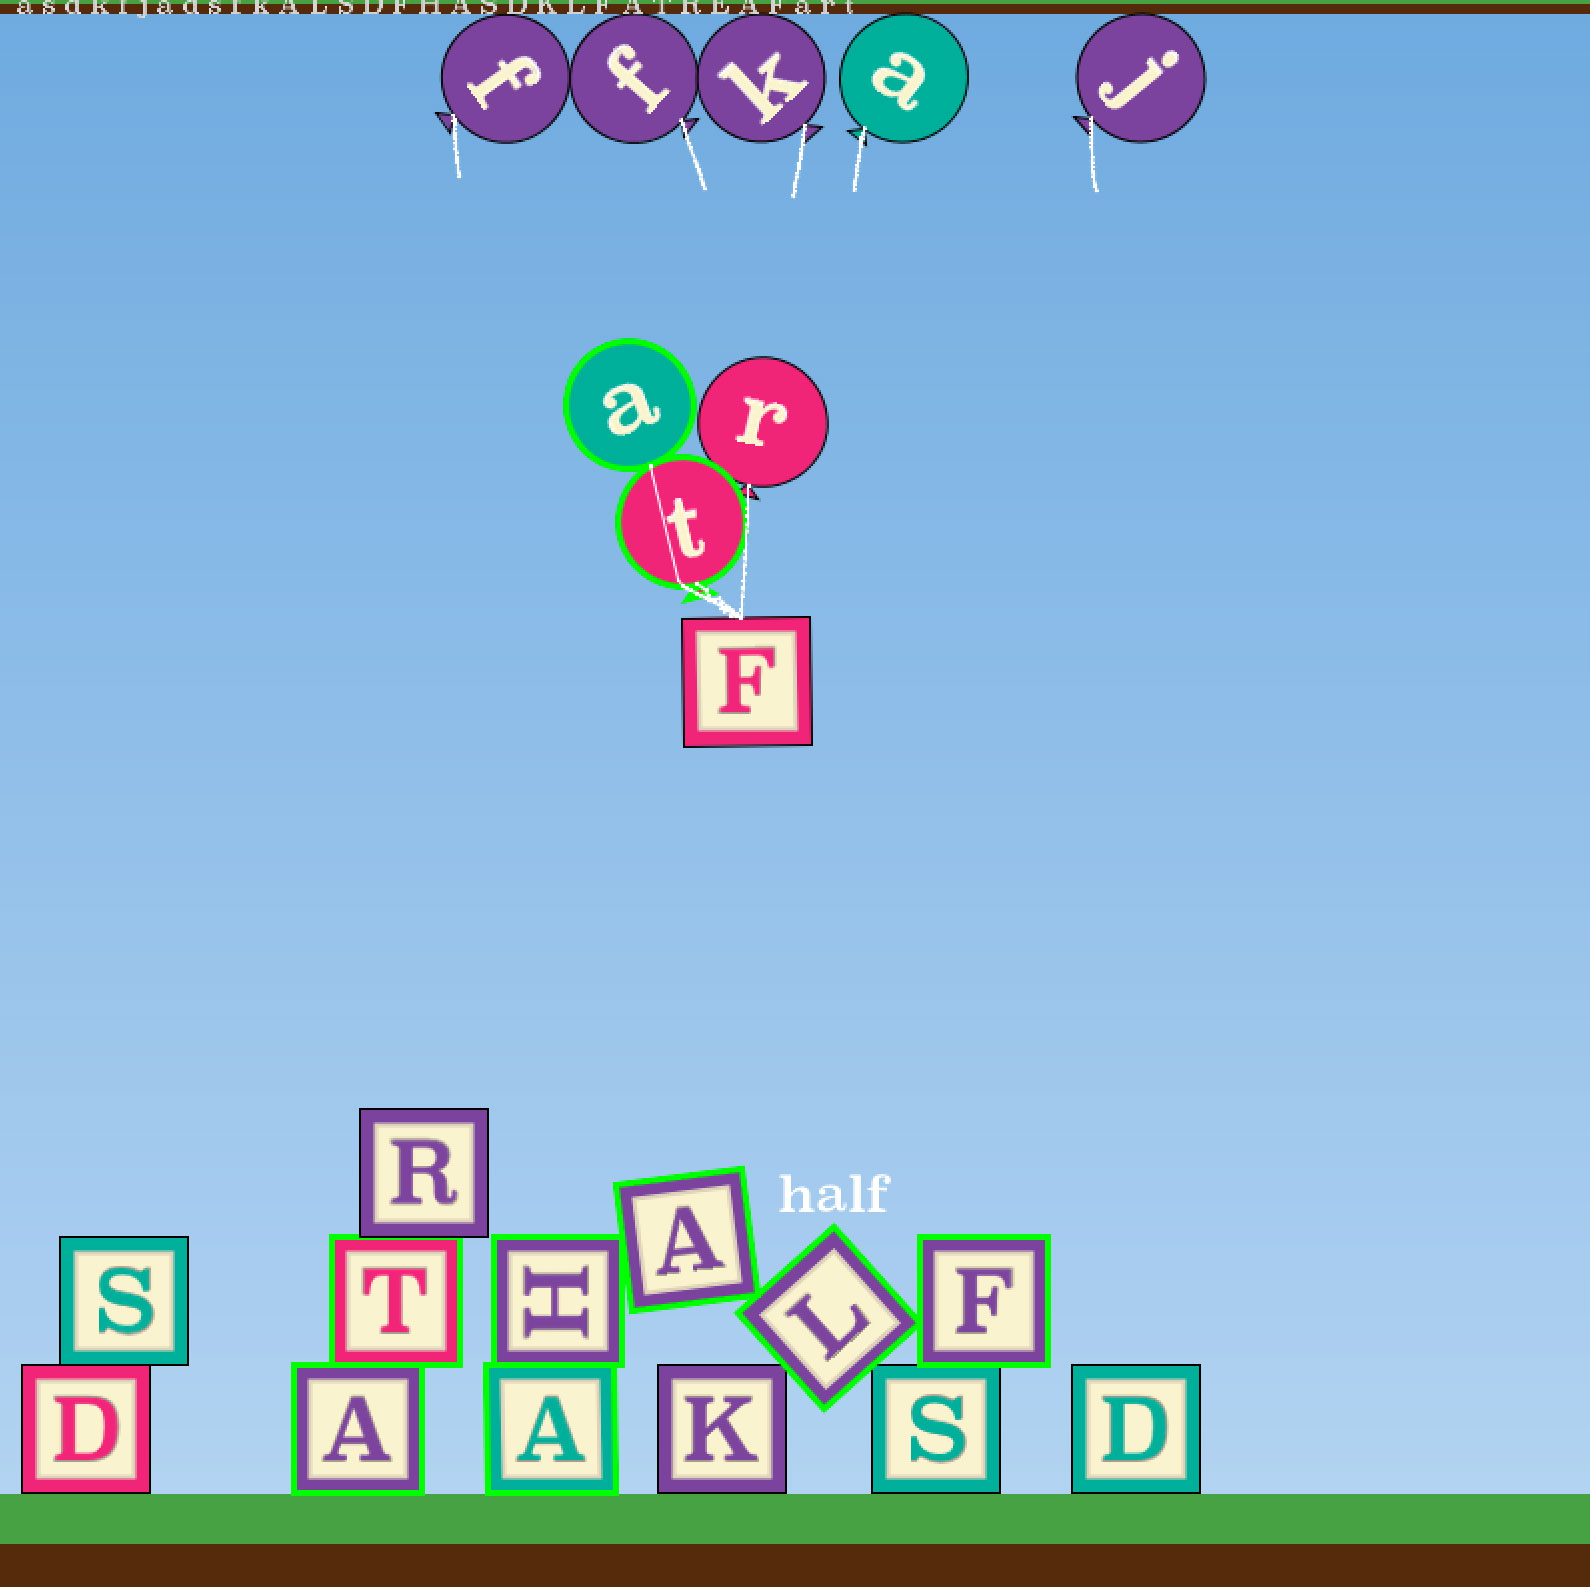 f f k a j
a r
t
F
R
half
S T H A L F
D A A K S D